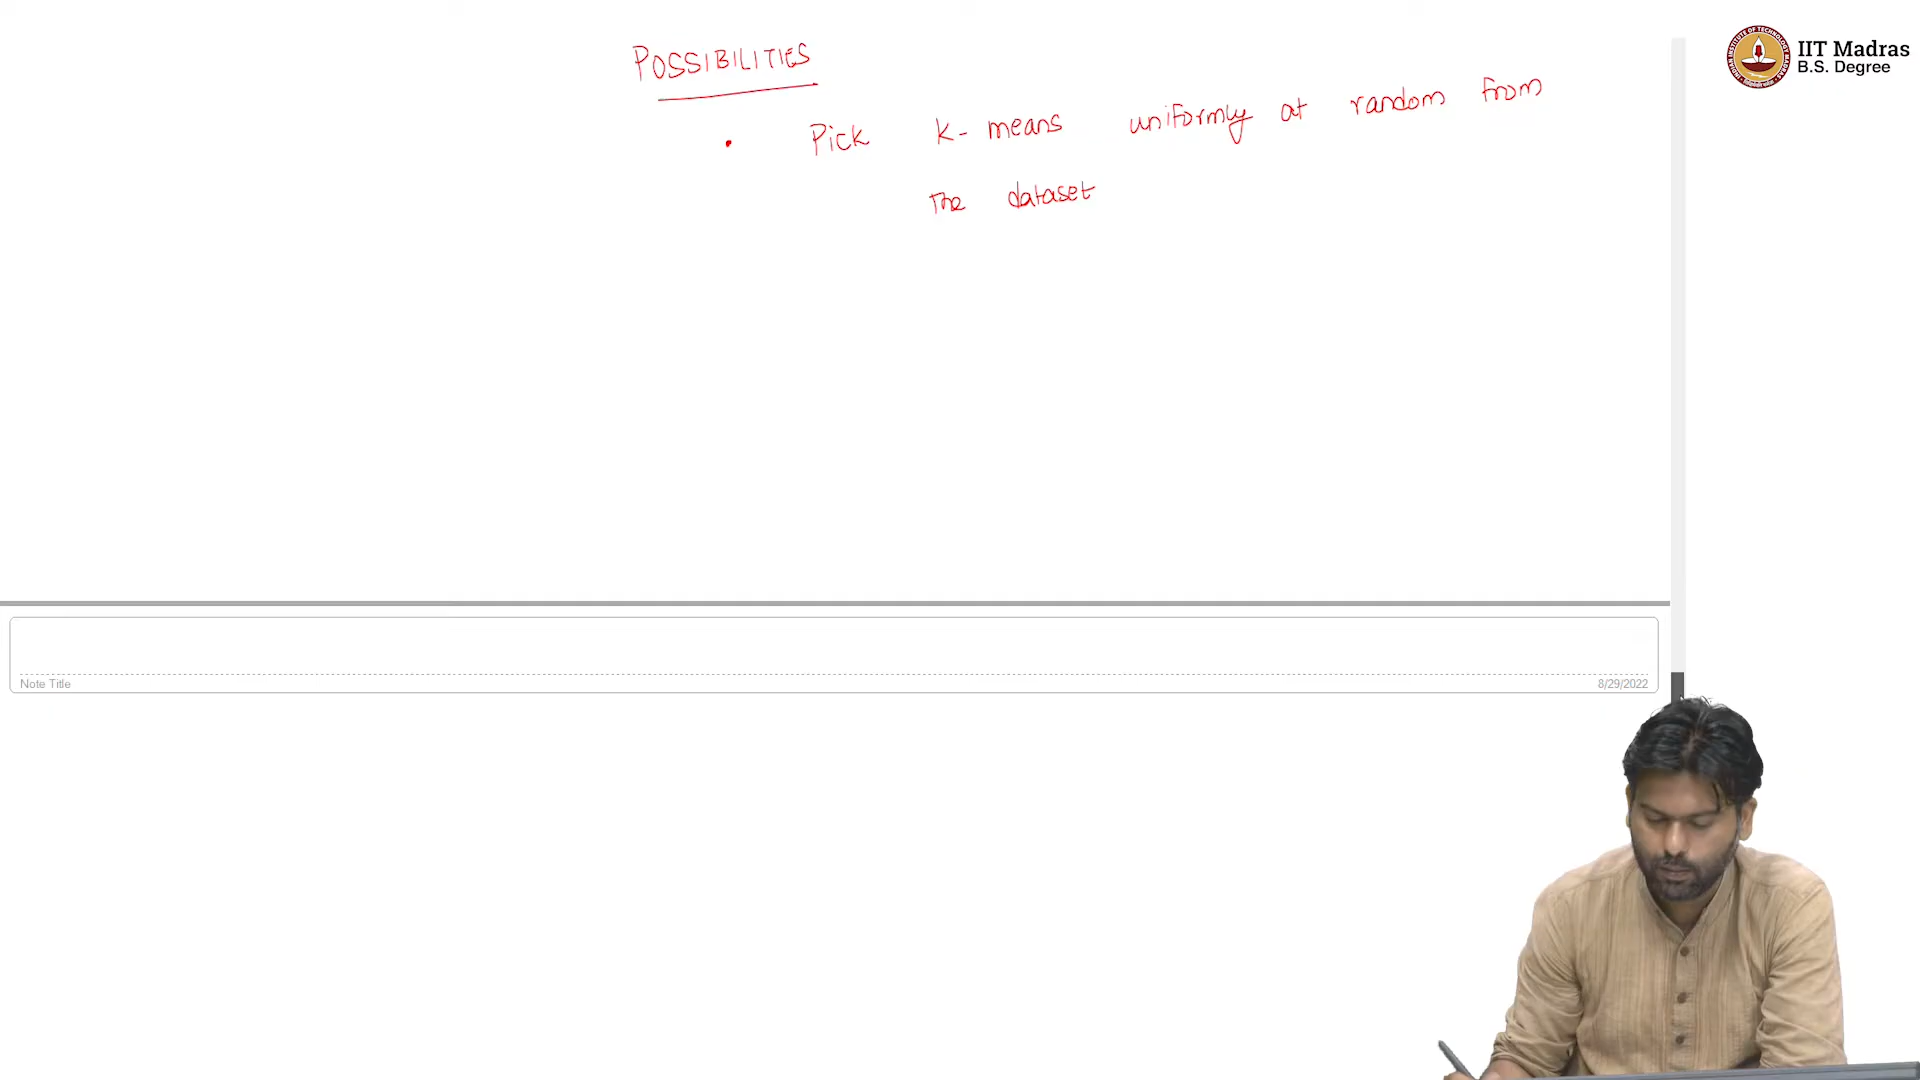 POSSIBILITIES
• Pick k- means uniformly at random from
the dataset
IIT Madras
B.S. Degree
Note Title
8/29/2022